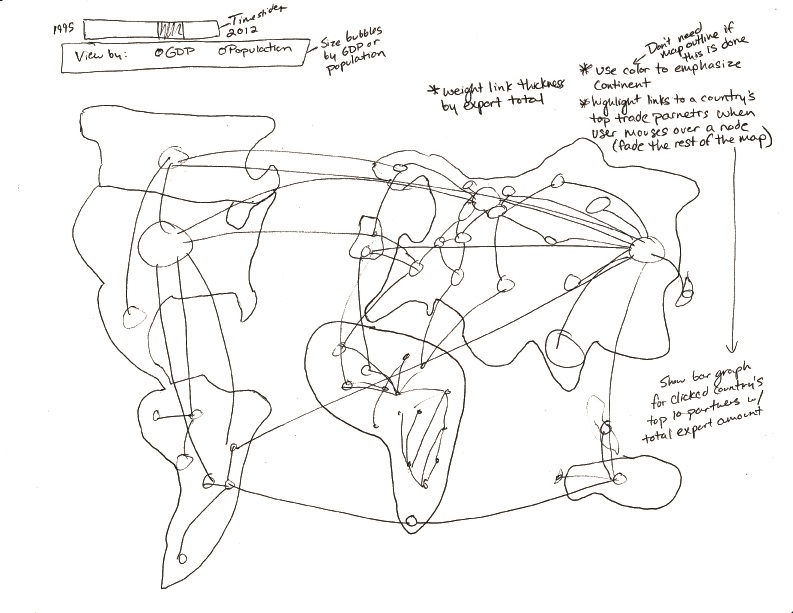 1995
Timeslider
2012
View by: GDP Population
Size bubbles
by GDP or
population
* weight link thickness
by export total
Don't need
map outline if
this is done
* use color to emphasize
continent
* highlight links to a country's
top trade parnetrs when
user mouses over a node
(fade the rest of the map)
Show bar graph
for clicked country's
top 10 partners w/
total export amount